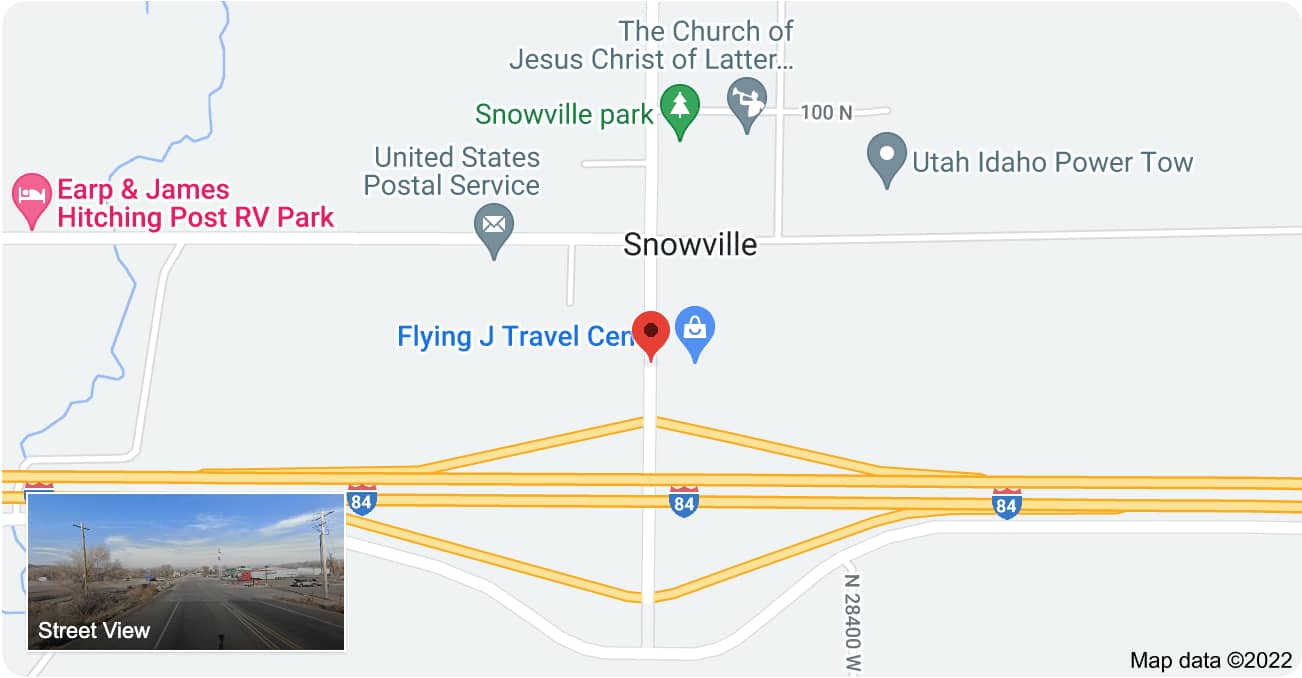 The Church of
Jesus Christ of Latter...
Snowville park
100 N
United States
Postal Service
Utah Idaho Power Tow
Earp & James
Hitching Post RV Park
Snowville
Flying J Travel Cen
84
84
84
N 28400 W
Street View
Map data ©2022